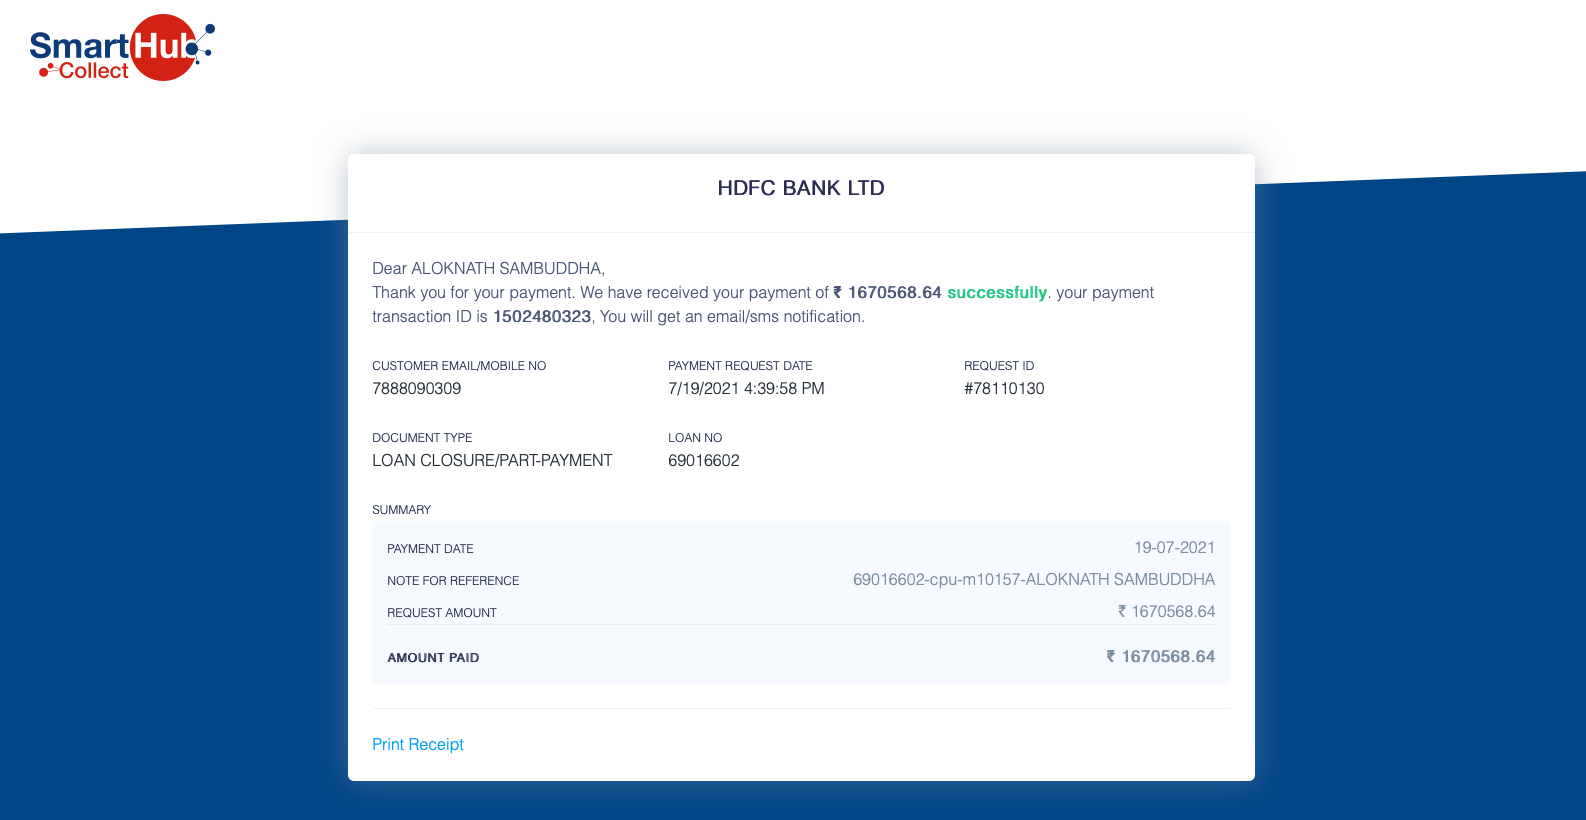 SmartHub
Collect
HDFC BANK LTD
Dear ALOKNATH SAMBUDDHA,
Thank you for your payment. We have received your payment of ₹ 1670568.64 successfully. your payment
transaction ID is 1502480323, You will get an email/sms notification.
CUSTOMER EMAIL/MOBILE NO PAYMENT REQUEST DATE REQUEST ID
7888090309 7/19/2021 4:39:58 PM #78110130
DOCUMENT TYPE LOAN NO
LOAN CLOSURE/PART-PAYMENT 69016602
SUMMARY
PAYMENT DATE 19-07-2021
NOTE FOR REFERENCE 69016602-cpu-m10157-ALOKNATH SAMBUDDHA
REQUEST AMOUNT ₹ 1670568.64
AMOUNT PAID ₹ 1670568.64
Print Receipt